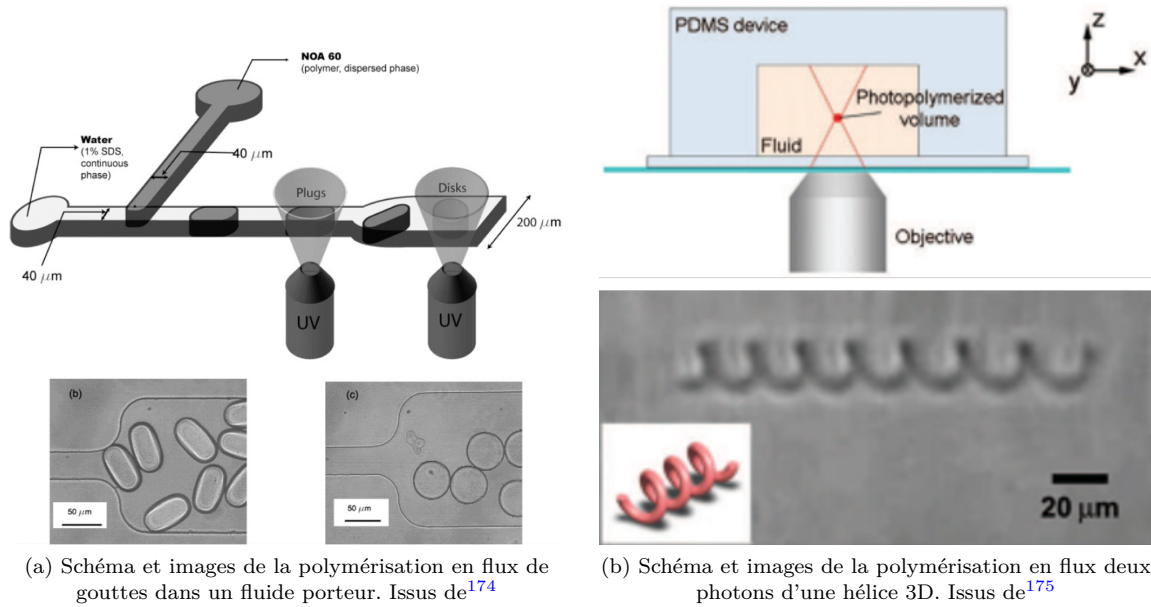 NOA 60
(polymer, dispersed phase)
Water
(1% SDS,
continuous
phase)
40 μm
40 μm
Plugs
Disks
200 μm
UV
UV
(b)
50 μm
(c)
50 μm
(a) Schéma et images de la polymérisation en flux de
gouttes dans un fluide porteur. Issus de174
PDMS device
z
x
y
Photopolymerized
volume
Fluid
Objective
20 μm
(b) Schéma et images de la polymérisation en flux deux
photons d'une hélice 3D. Issus de175